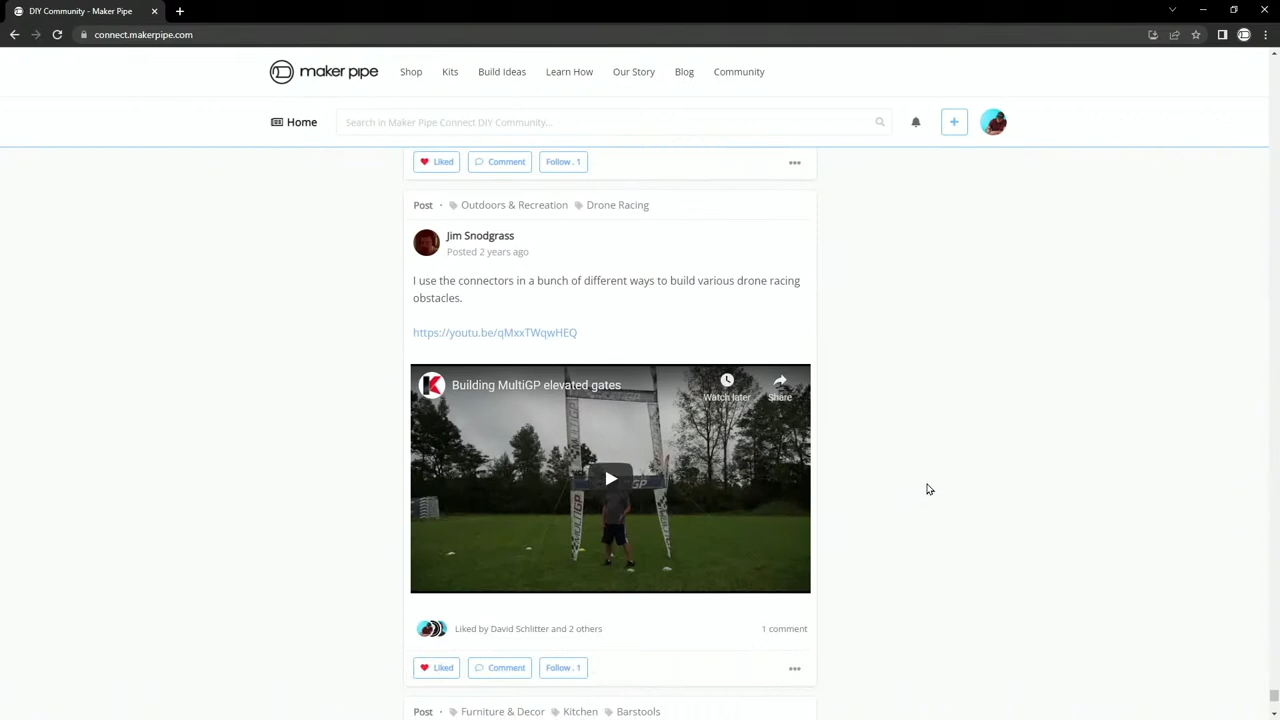 DIY Community - Maker Pipe
connect.makerpipe.com
maker pipe
Shop
Kits
Build Ideas
Learn How
Our Story
Blog
Community
Home
Search in Maker Pipe Connect DIY Community...
Liked
Comment
Follow . 1
Post · Outdoors & Recreation Drone Racing
Jim Snodgrass
Posted 2 years ago
I use the connectors in a bunch of different ways to build various drone racing
obstacles.
https://youtu.be/qMxxTWqwHEQ
K
Building MultiGP elevated gates
Watch later
Share
MULTIGP
Liked by David Schlitter and 2 others
1 comment
Liked
Comment
Follow . 1
Post · Furniture & Decor Kitchen Barstools